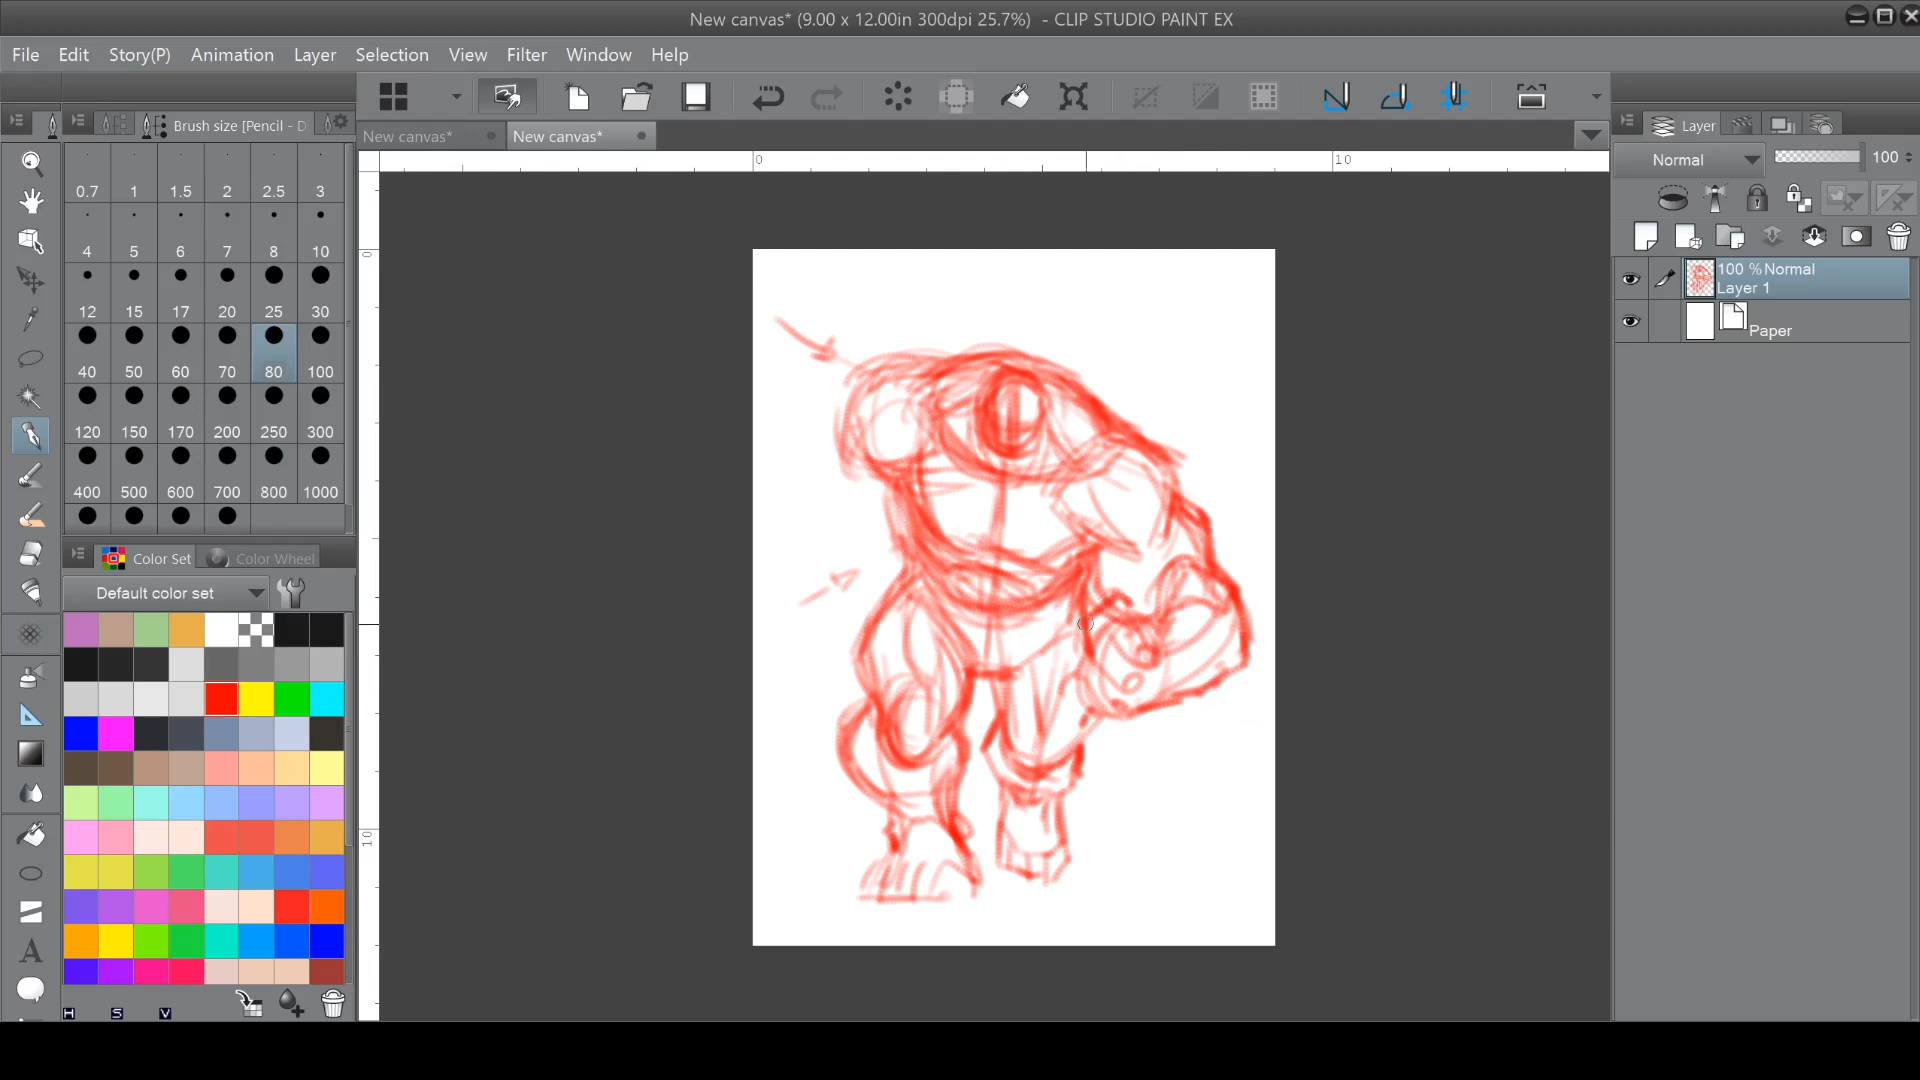 New canvas* (9.00 x 12.00in 300dpi 25.7%) - CLIP STUDIO PAINT EX
File Edit Story(P) Animation Layer Selection View Filter Window Help
Brush size [Pencil - D
New canvas* New canvas*
Layer
Normal 100
0 10
0.7 1 1.5 2 2.5 3
4 5 6 7 8 10
12 15 17 20 25 30
40 50 60 70 80 100
120 150 170 200 250 300
400 500 600 700 800 1000
100 %Normal
Layer 1
Paper
0
10
Color Set Color Wheel
Default color set
A
H S V